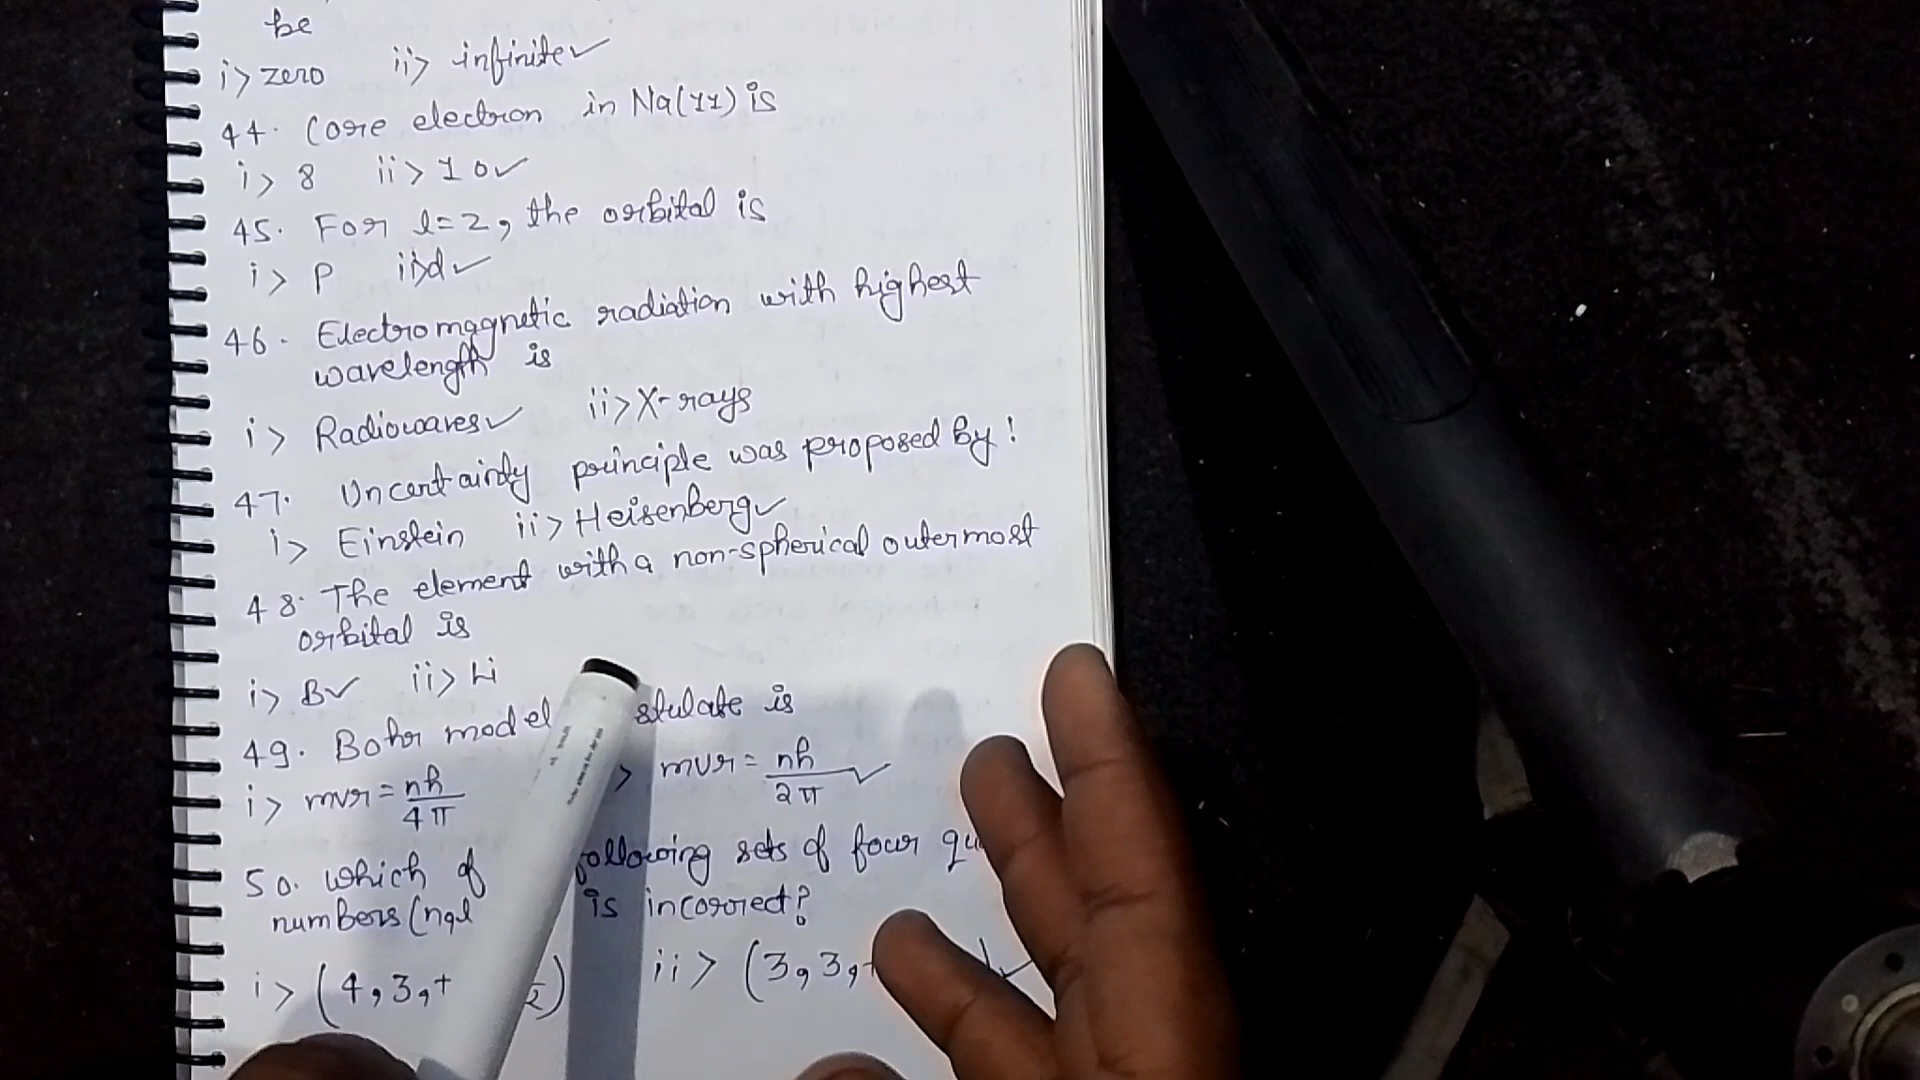 be
i> zero ii> infinite✓
44. Core electron in Na(11) is
i> 8 ii> 10✓
45. For l=2, the orbital is
i> P ii>d✓
46. Electromagnetic radiation with highest
wavelength is
i> Radiowaves✓ ii> X-rays
47. Uncertainty principle was proposed by!
i> Einstein ii> Heisenberg✓
48. The element with a non-spherical outermost
orbital is
i> B✓ ii> Li
49. Bohr model stulate is
i> mvr = nh/4π > mvr = nh/2π ✓
50. which of following sets of four
numbers (n,l is incorrect?
i> (4,3,+ ) ii> (3,3,+ ✓